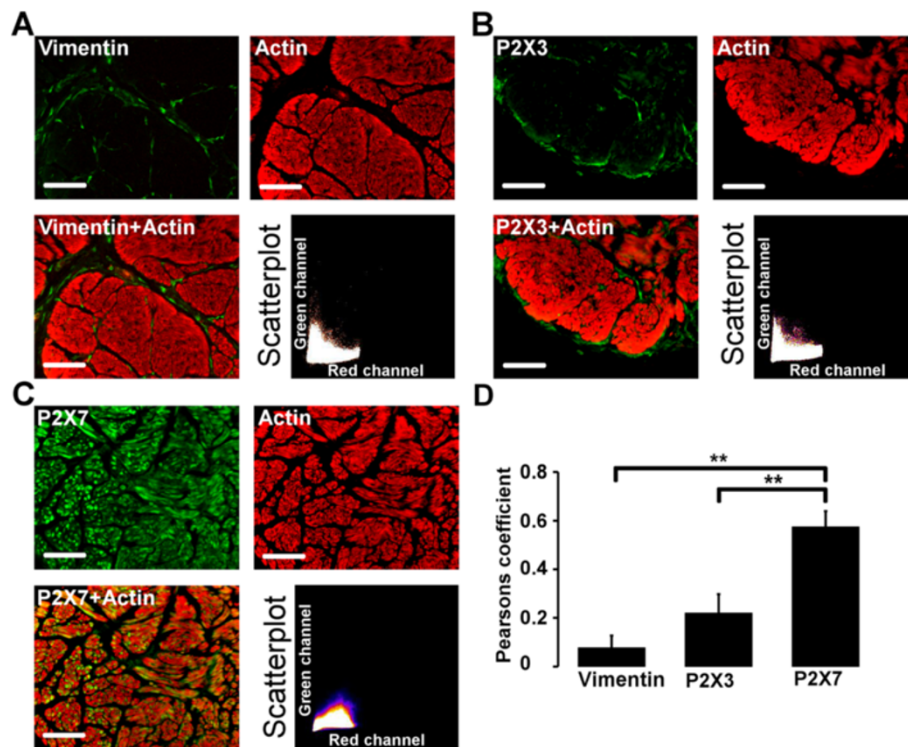 A
Vimentin
Actin
Vimentin+Actin
Scatterplot
Green channel
Red channel
B
P2X3
Actin
P2X3+Actin
Scatterplot
Green channel
Red channel
C
P2X7
Actin
P2X7+Actin
Scatterplot
Green channel
Red channel
D
Pearsons coefficient
0.8
0.6
0.4
0.2
0
**
**
Vimentin
P2X3
P2X7